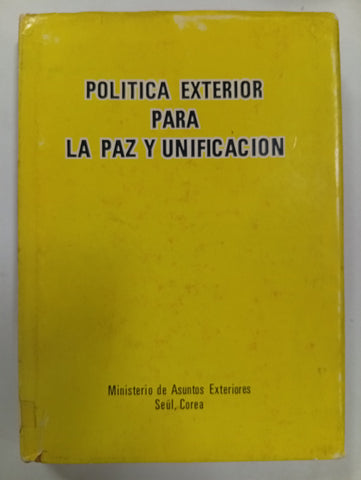 POLITICA EXTERIOR
PARA
LA PAZ Y UNIFICACION
Ministerio de Asuntos Exteriores
Seúl, Corea